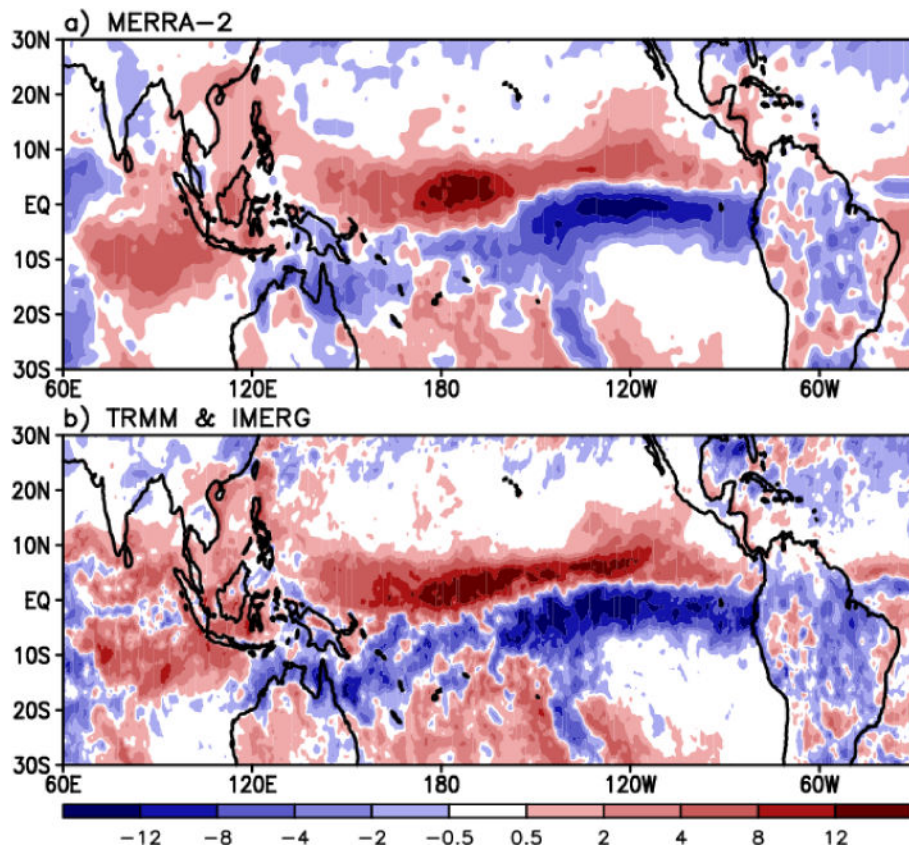 a) MERRA-2
30N
20N
10N
EQ
10S
20S
30S
60E 120E 180 120W 60W
b) TRMM & IMERG
30N
20N
10N
EQ
10S
20S
30S
60E 120E 180 120W 60W
-12 -8 -4 -2 -0.5 0.5 2 4 8 12